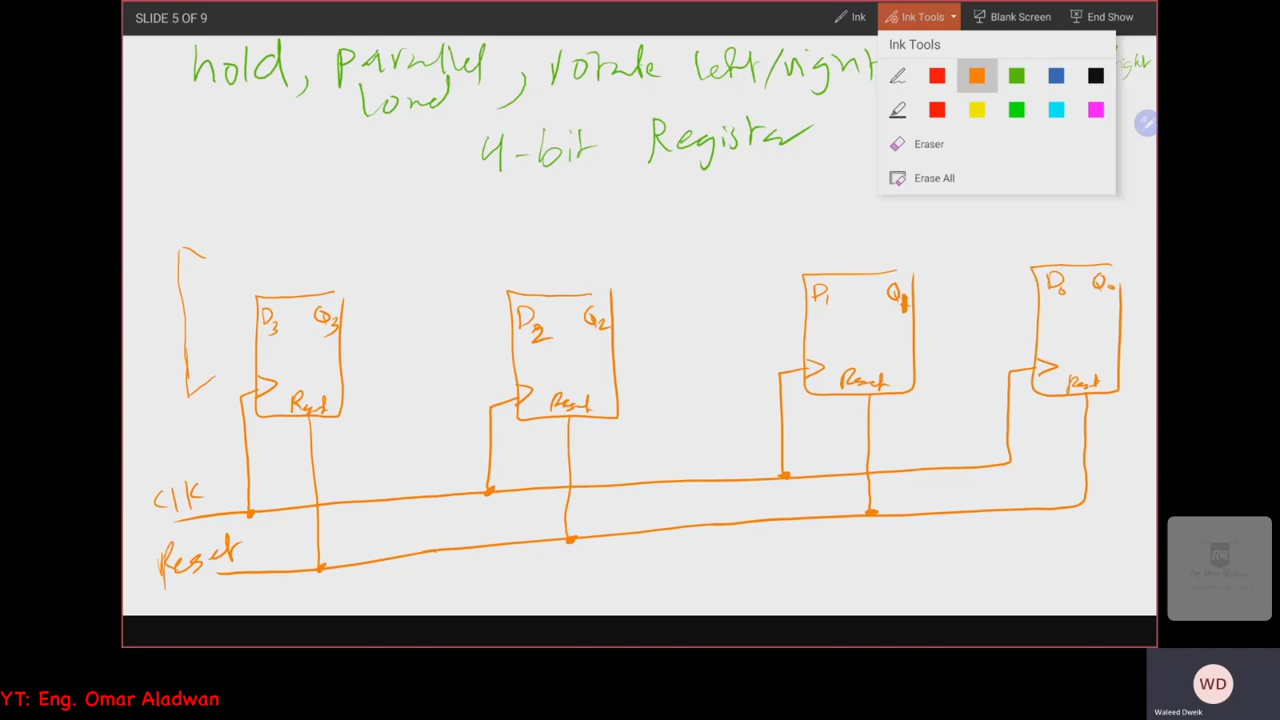 SLIDE 5 OF 9
Ink
Ink Tools
Blank Screen
End Show
Ink Tools
Eraser
Erase All
hold, parallel load, rotate left/right
right
4-bit Register
D3 Q3
D2 Q2
D1 Q1
D0 Q0
Reset
Reset
Reset
Reset
Clk
Reset
YT: Eng. Omar Aladwan
WD
Waleed Dweik